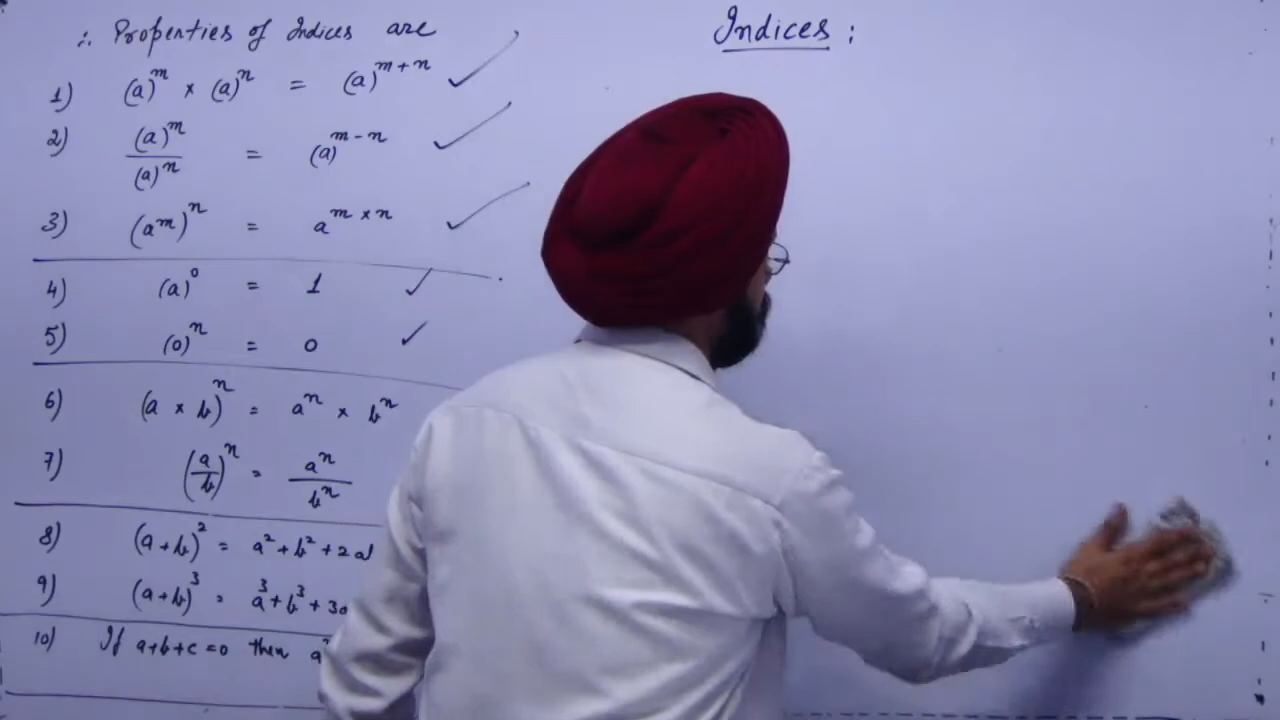 ∴ Properties of Indices are
1) (a)^m × (a)^n = (a)^{m+n} ✓
2) (a)^m / (a)^n = (a)^{m-n} ✓
3) (a^m)^n = a^{m×n} ✓
4) (a)^0 = 1 ✓
5) (0)^n = 0 ✓
6) (a × b)^n = a^n × b^n
7) (a/b)^n = a^n / b^n
8) (a+b)^2 = a^2 + b^2 + 2a
9) (a+b)^3 = a^3 + b^3 + 3
10) If a+b+c=0 then a
Indices :